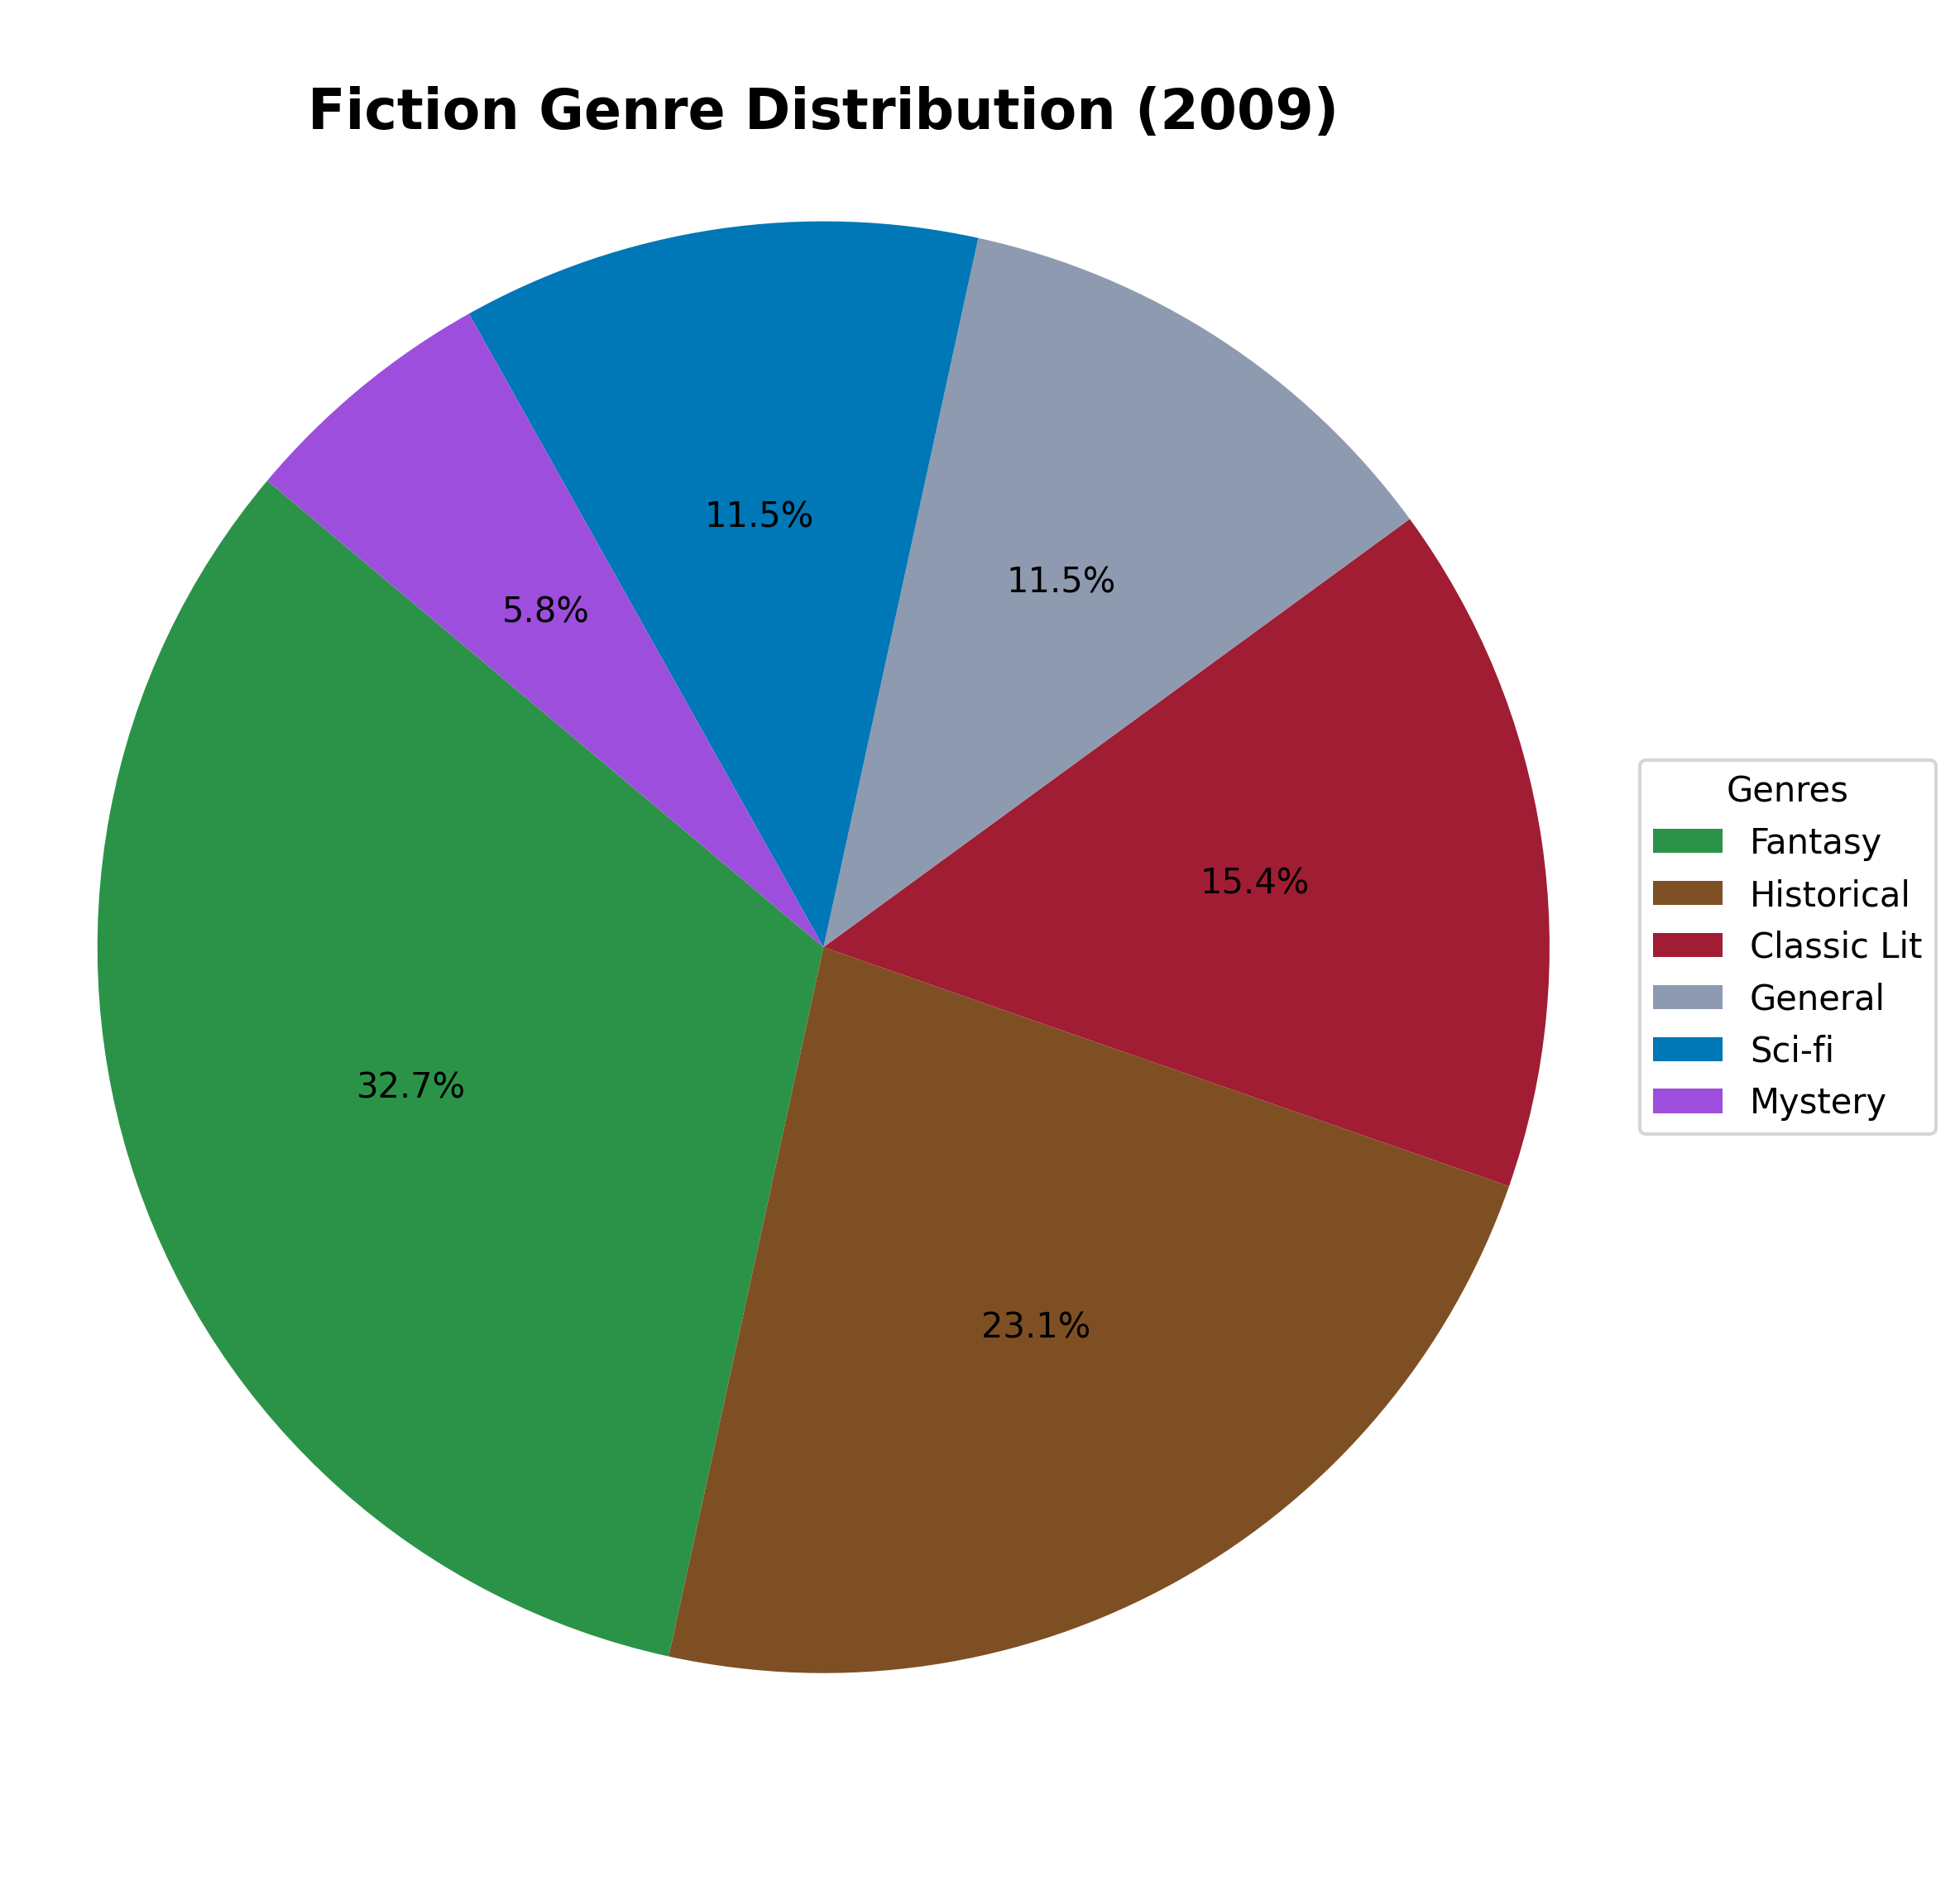 Fiction Genre Distribution (2009)
11.5%
11.5%
5.8%
15.4%
32.7%
23.1%
Genres
Fantasy
Historical
Classic Lit
General
Sci-fi
Mystery